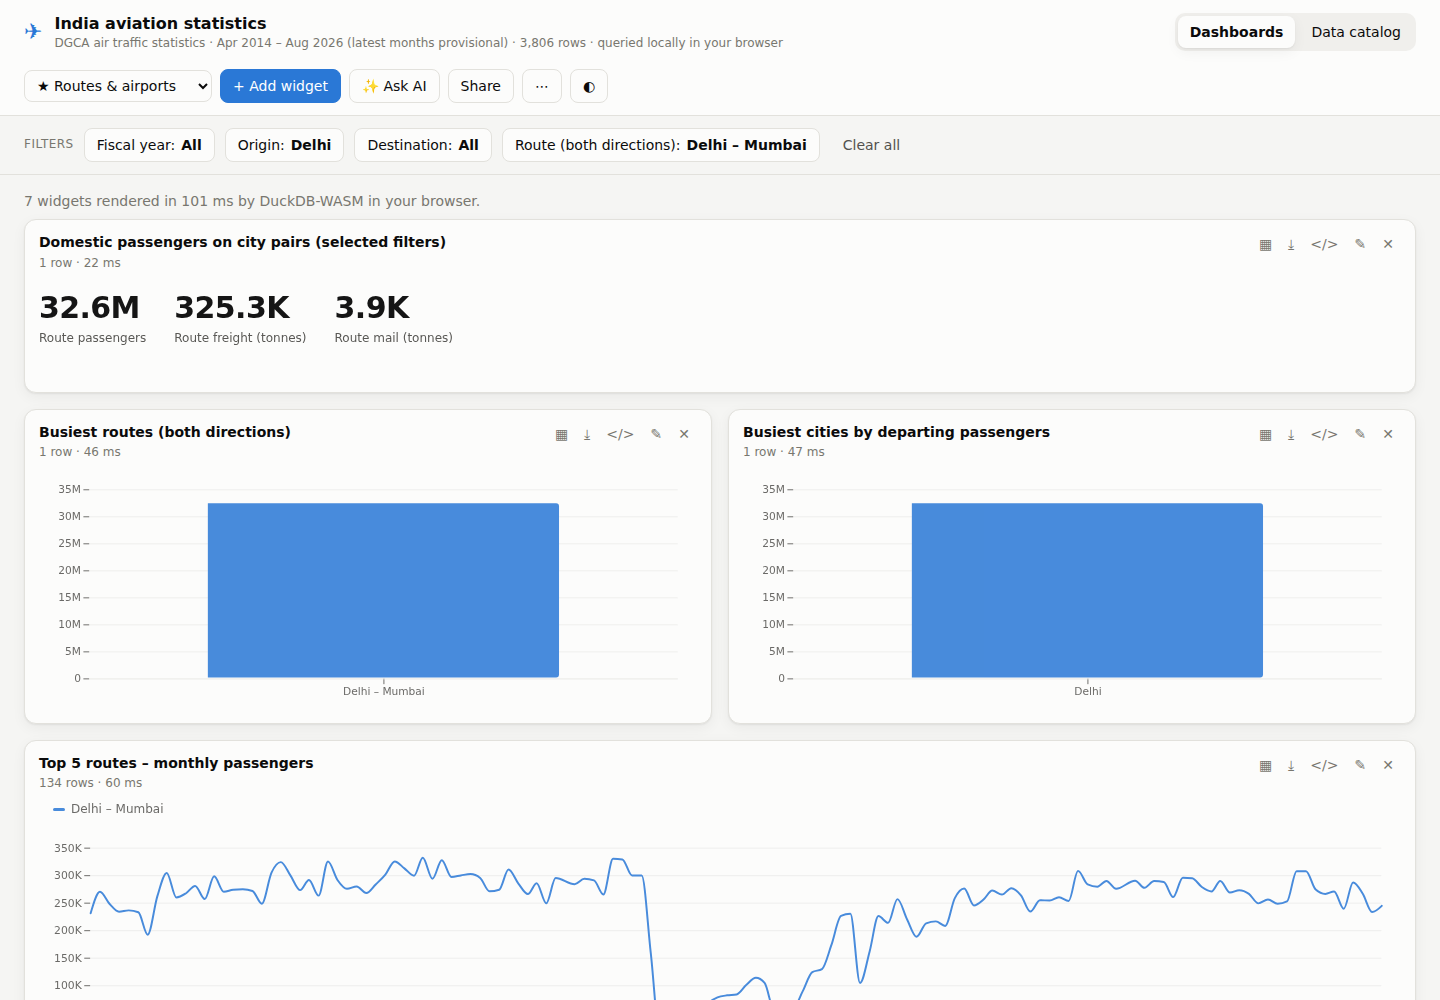 India aviation statistics
DGCA air traffic statistics · Apr 2014 – Aug 2026 (latest months provisional) · 3,806 rows · queried locally in your browser
Dashboards
Data catalog
★ Routes & airports
+ Add widget
✨ Ask AI
Share
⋯
FILTERS
Fiscal year: All
Origin: Delhi
Destination: All
Route (both directions): Delhi – Mumbai
Clear all
7 widgets rendered in 101 ms by DuckDB-WASM in your browser.
Domestic passengers on city pairs (selected filters)
</>
1 row · 22 ms
32.6M
325.3K
3.9K
Route passengers
Route freight (tonnes)
Route mail (tonnes)
Busiest routes (both directions)
</>
1 row · 46 ms
35M
30M
25M
20M
15M
10M
5M
0
Delhi – Mumbai
Busiest cities by departing passengers
</>
1 row · 47 ms
35M
30M
25M
20M
15M
10M
5M
0
Delhi
Top 5 routes – monthly passengers
</>
134 rows · 60 ms
Delhi – Mumbai
350K
300K
250K
200K
150K
100K